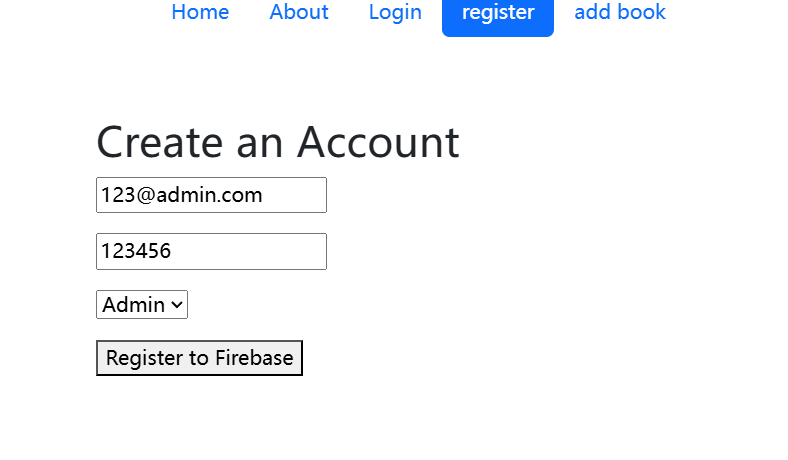 Home About Login register add book
Create an Account
123@admin.com
123456
Admin
Register to Firebase